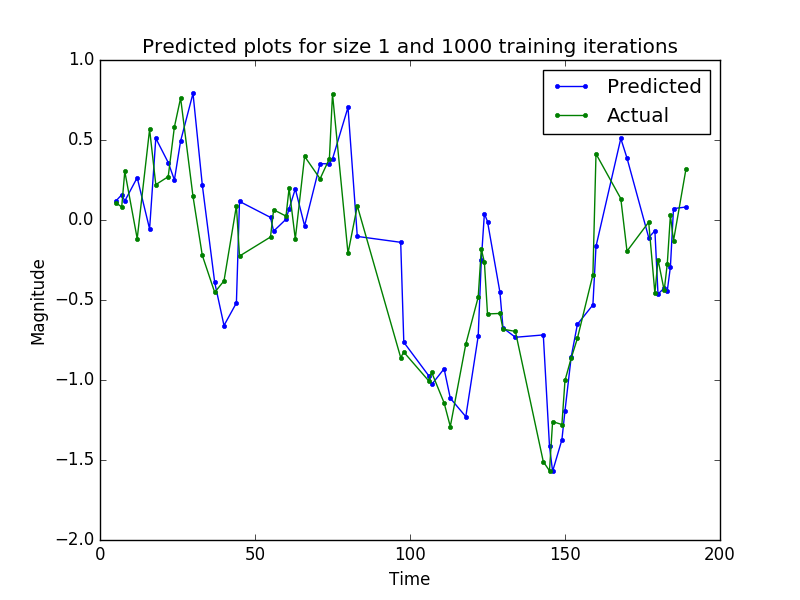 Predicted plots for size 1 and 1000 training iterations
Predicted
Actual
1.0
0.5
0.0
−0.5
−1.0
−1.5
−2.0
Magnitude
0
50
100
150
200
Time